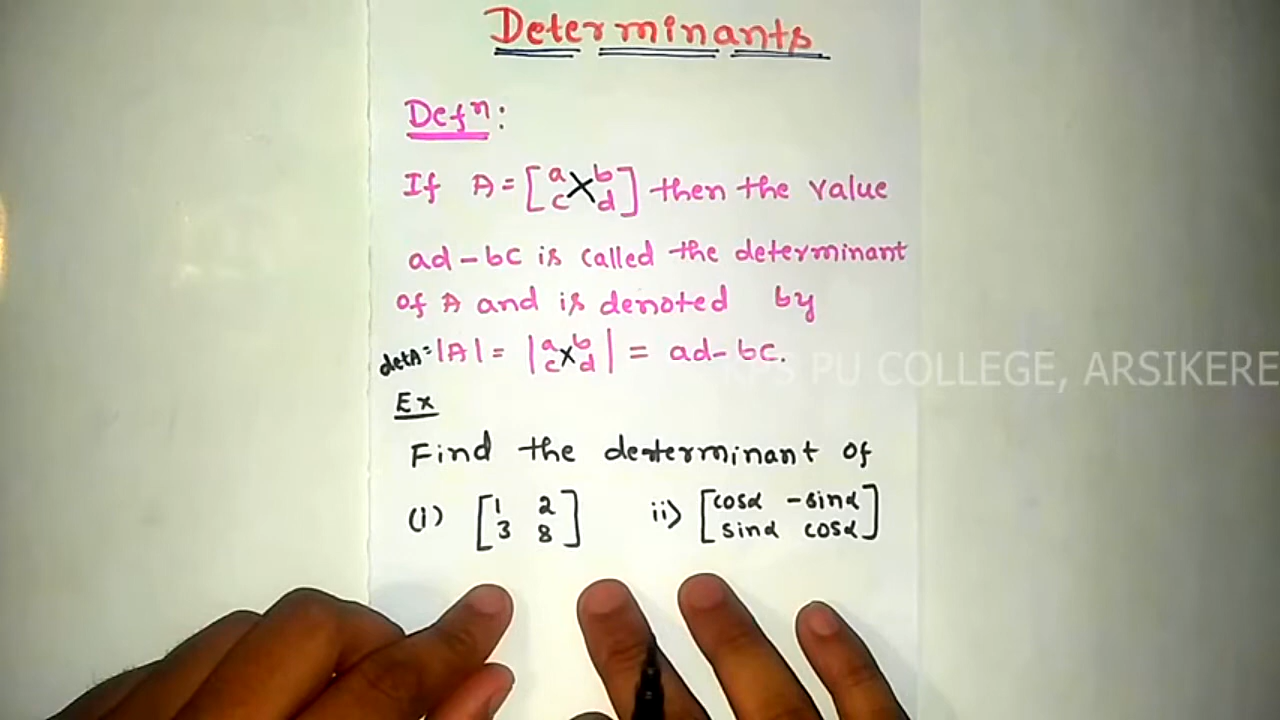 Determinants
Defn:
If A = [a b c d] then the value
ad - bc is called the determinant
of A and is denoted by
detA = |A| = |a b c d| = ad - bc.
KPS PU COLLEGE, ARSIKERE
Ex
Find the determinant of
(i) [1 2 3 8] ii) [cosα -sinα sinα cosα]